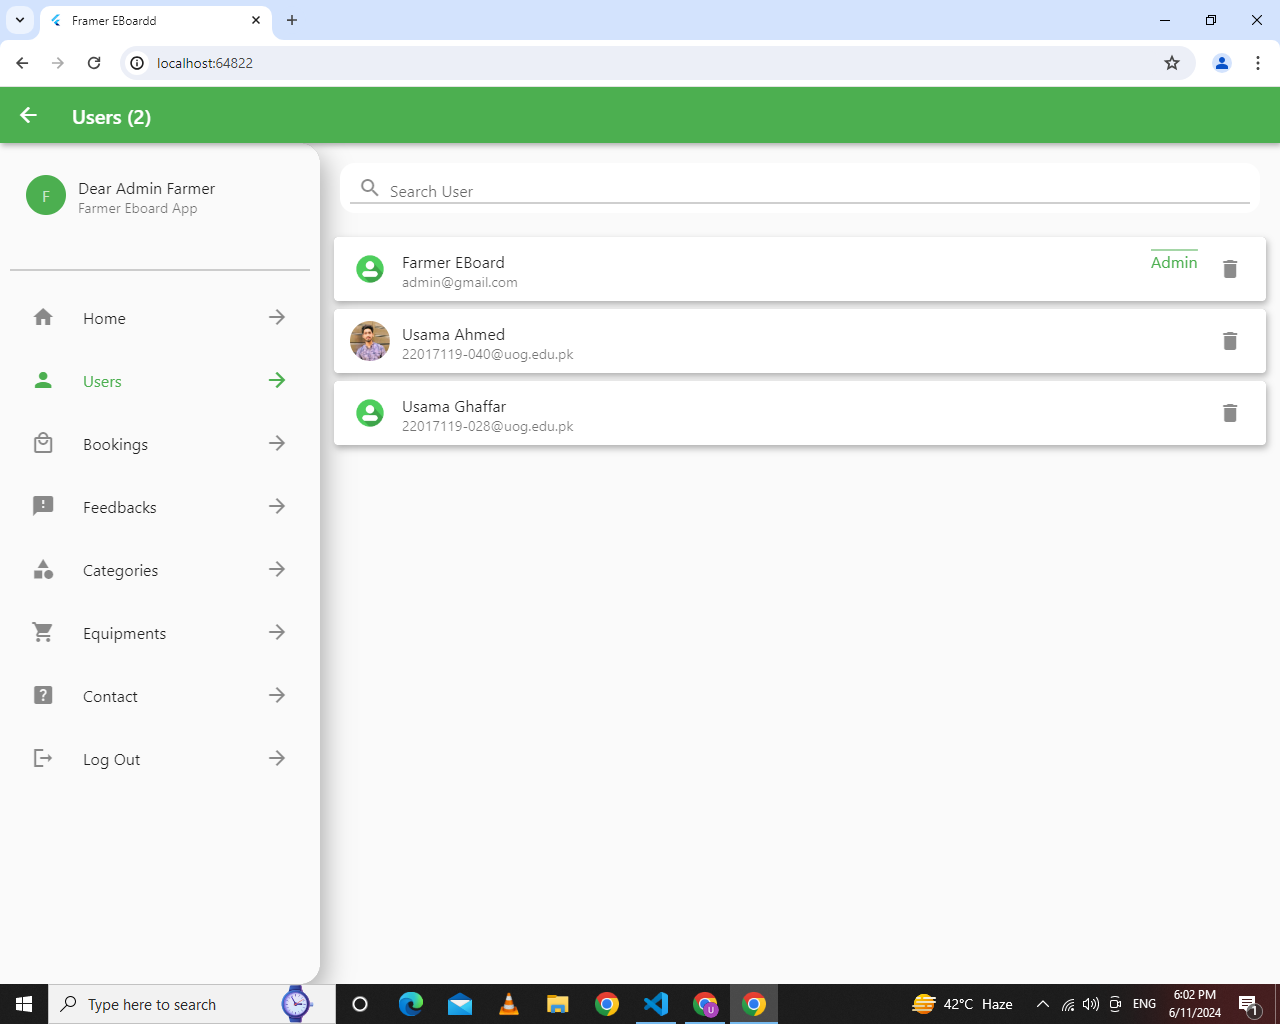 Framer EBoardd
localhost:64822
Users (2)
F
Dear Admin Farmer
Farmer Eboard App
Home
Users
Bookings
Feedbacks
Categories
Equipments
Contact
Log Out
Search User
Farmer EBoard
admin@gmail.com
Admin
Usama Ahmed
22017119-040@uog.edu.pk
Usama Ghaffar
22017119-028@uog.edu.pk
Type here to search
U
42°C Haze
ENG
6:02 PM
6/11/2024
1